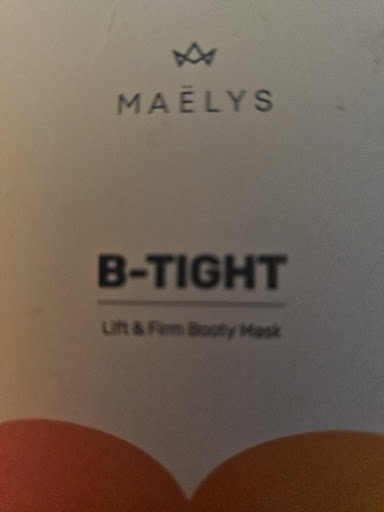 MAËLYS
B-TIGHT
Lift & Firm Booty Mask